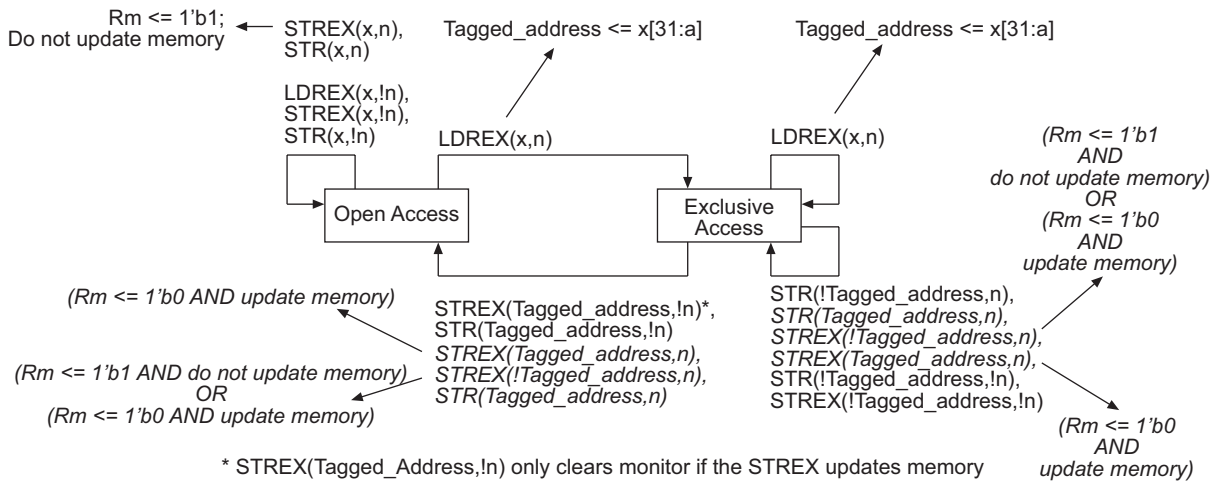 Rm <= 1'b1;
Do not update memory
STREX(x,n),
STR(x,n)
Tagged_address <= x[31:a]
Tagged_address <= x[31:a]
LDREX(x,!n),
STREX(x,!n),
STR(x,!n)
LDREX(x,n)
LDREX(x,n)
(Rm <= 1'b1
AND
do not update memory)
OR
(Rm <= 1'b0
AND
update memory)
Open Access
Exclusive
Access
(Rm <= 1'b0 AND update memory)
(Rm <= 1'b1 AND do not update memory)
OR
(Rm <= 1'b0 AND update memory)
STREX(Tagged_address,!n)*,
STR(Tagged_address,!n)
STREX(Tagged_address,n),
STREX(!Tagged_address,n),
STR(Tagged_address,n)
STR(!Tagged_address,n),
STR(Tagged_address,n),
STREX(!Tagged_address,n),
STREX(Tagged_address,n),
STR(!Tagged_address,!n),
STREX(!Tagged_address,!n)
(Rm <= 1'b0
AND
update memory)
* STREX(Tagged_Address,!n) only clears monitor if the STREX updates memory